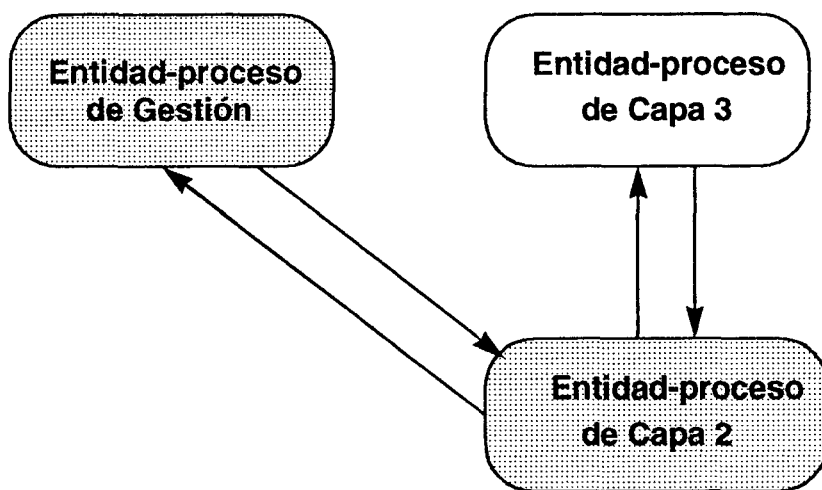 Entidad-proceso
de Gestión
Entidad-proceso
de Capa 3
Entidad-proceso
de Capa 2